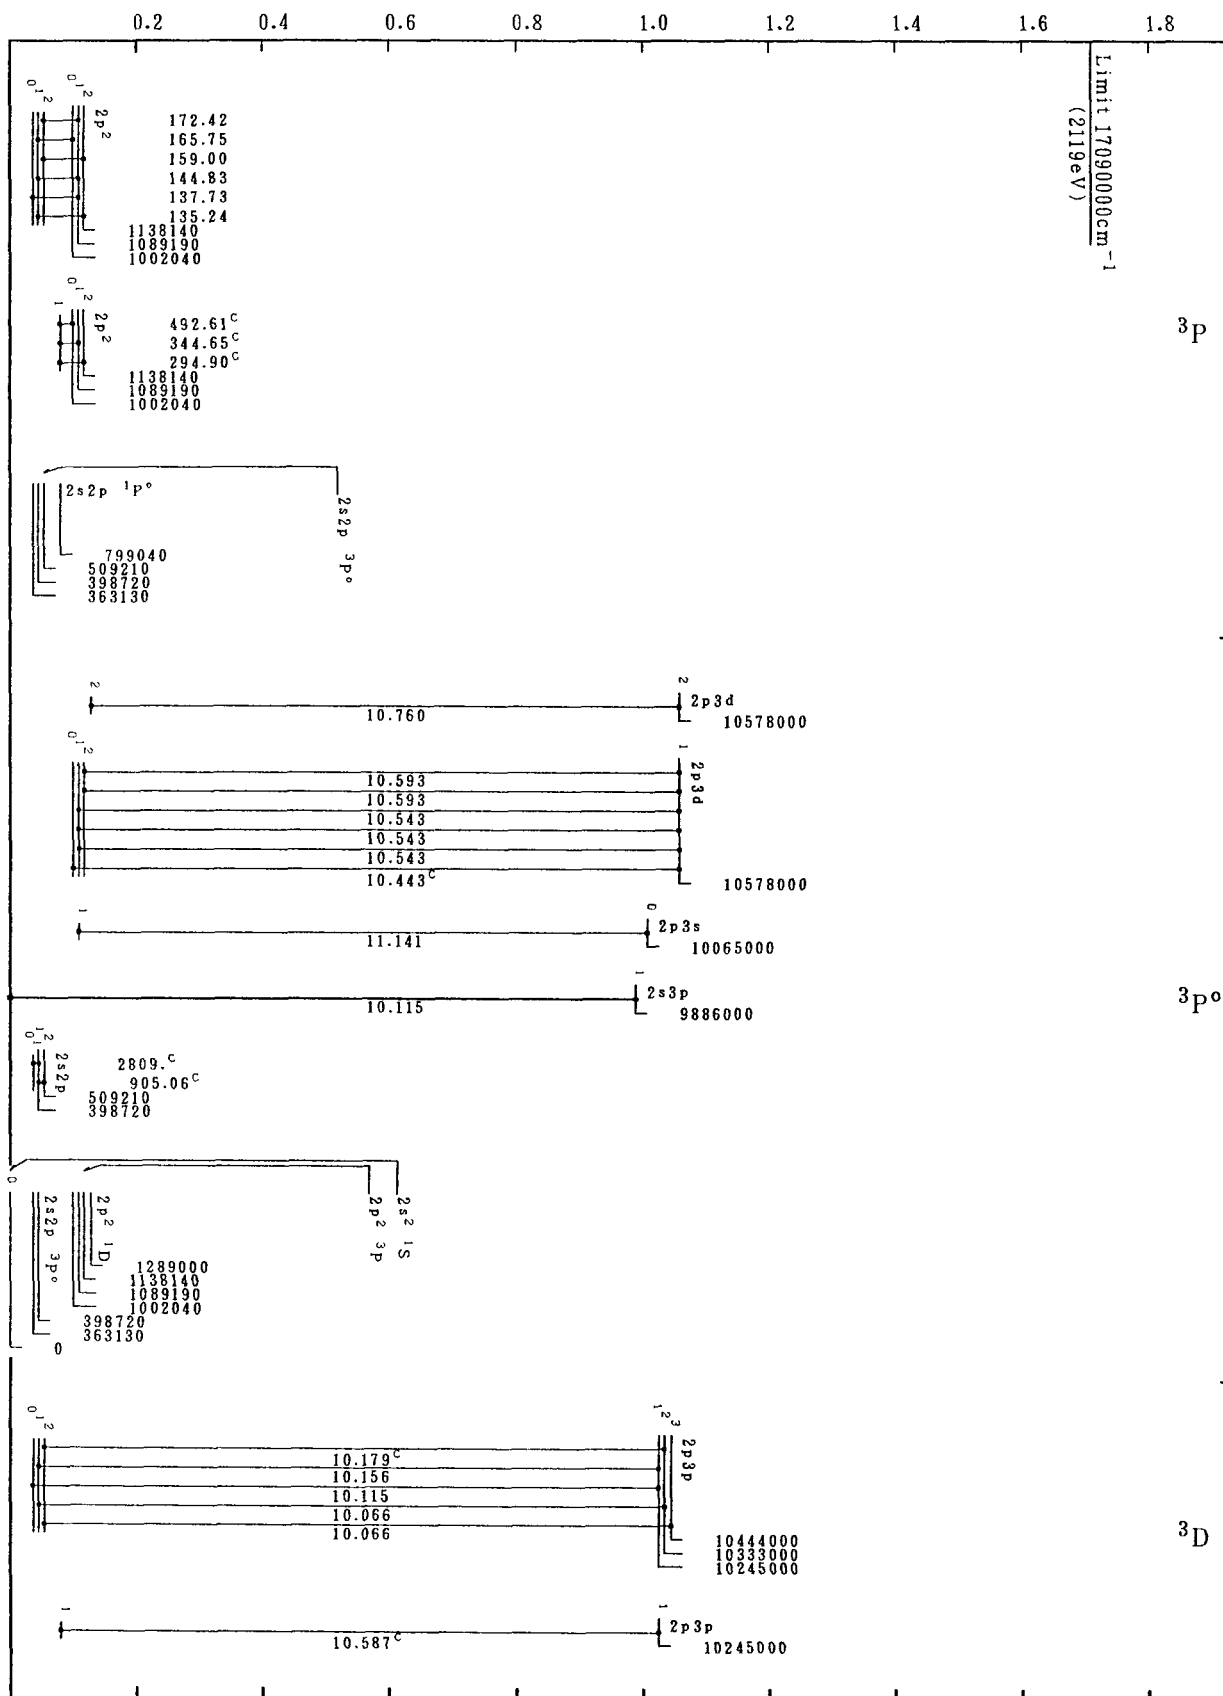 0.2 0.4 0.6 0.8 1.0 1.2 1.4 1.6 1.8
Limit 17090000cm⁻¹
(2119eV)
0 1 2
0 1 2
2p²
172.42
165.75
159.00
144.83
137.73
135.24
1138140
1089190
1002040
1
0 1 2
2p²
492.61ᶜ
344.65ᶜ
294.90ᶜ
1138140
1089190
1002040
³P
2s2p ¹P°
2s2p ³P°
799040
509210
398720
363130
2
2
2p3d
10.760
10578000
0 1 2
1
2p3d
10.593
10.593
10.543
10.543
10.543
10.443ᶜ
10578000
1
0
2p3s
11.141
10065000
1
2s3p
10.115
9886000
³P°
0 1 2
2s2p
2809.ᶜ
905.06ᶜ
509210
398720
0
2s2p ³P°
2p² ¹D
2p² ³P
2s² ¹S
1289000
1138140
1089190
1002040
398720
363130
0
0 1 2
1 2 3
2p3p
10.179ᶜ
10.156
10.115
10.066
10.066
10444000
10333000
10245000
³D
1
1
2p3p
10.587ᶜ
10245000